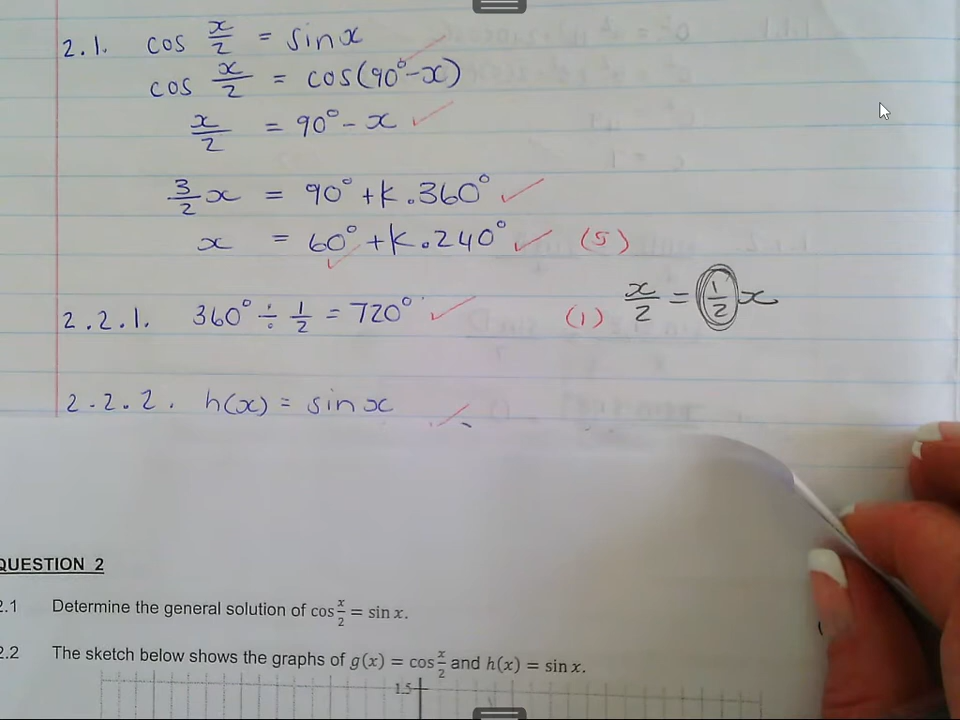 2.1. cos x/2 = sin x
cos x/2 = cos(90°-x)
x/2 = 90° - x ✓
3/2 x = 90° + k.360° ✓
x = 60° + k.240° ✓ (5)
2.2.1. 360° ÷ 1/2 = 720° ✓ (1) x/2 = 1/2 x
2.2.2. h(x) = sin x ✓
QUESTION 2
2.1 Determine the general solution of cos x/2 = sin x.
2.2 The sketch below shows the graphs of g(x) = cos x/2 and h(x) = sin x.
1.5